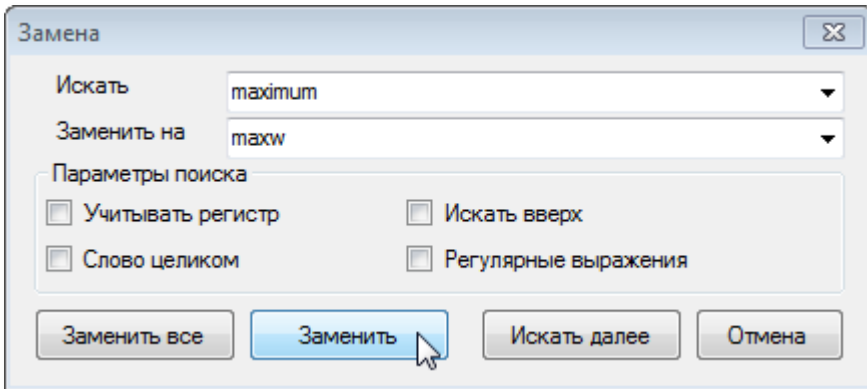 Замена
Искать maximum
Заменить на maxw
Параметры поиска
Учитывать регистр Искать вверх
Слово целиком Регулярные выражения
Заменить все Заменить Искать далее Отмена